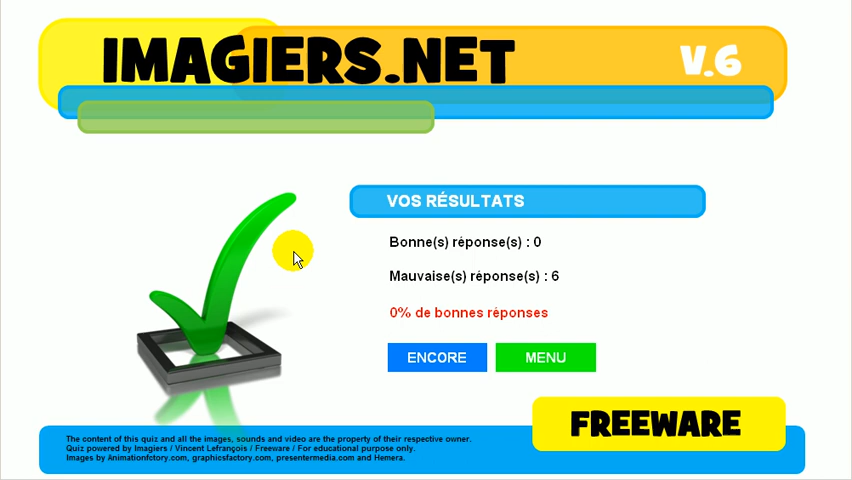 IMAGIERS.NET
V.6
VOS RÉSULTATS
Bonne(s) réponse(s) : 0
Mauvaise(s) réponse(s) : 6
0% de bonnes réponses
ENCORE
MENU
FREEWARE
The content of this quiz and all the images, sounds and video are the property of their respective owner.
Quiz powered by Imagiers / Vincent Lefrançois / Freeware / For educational purpose only.
Images by Animationfctory.com, graphicsfactory.com, presentermedia.com and Hemera.